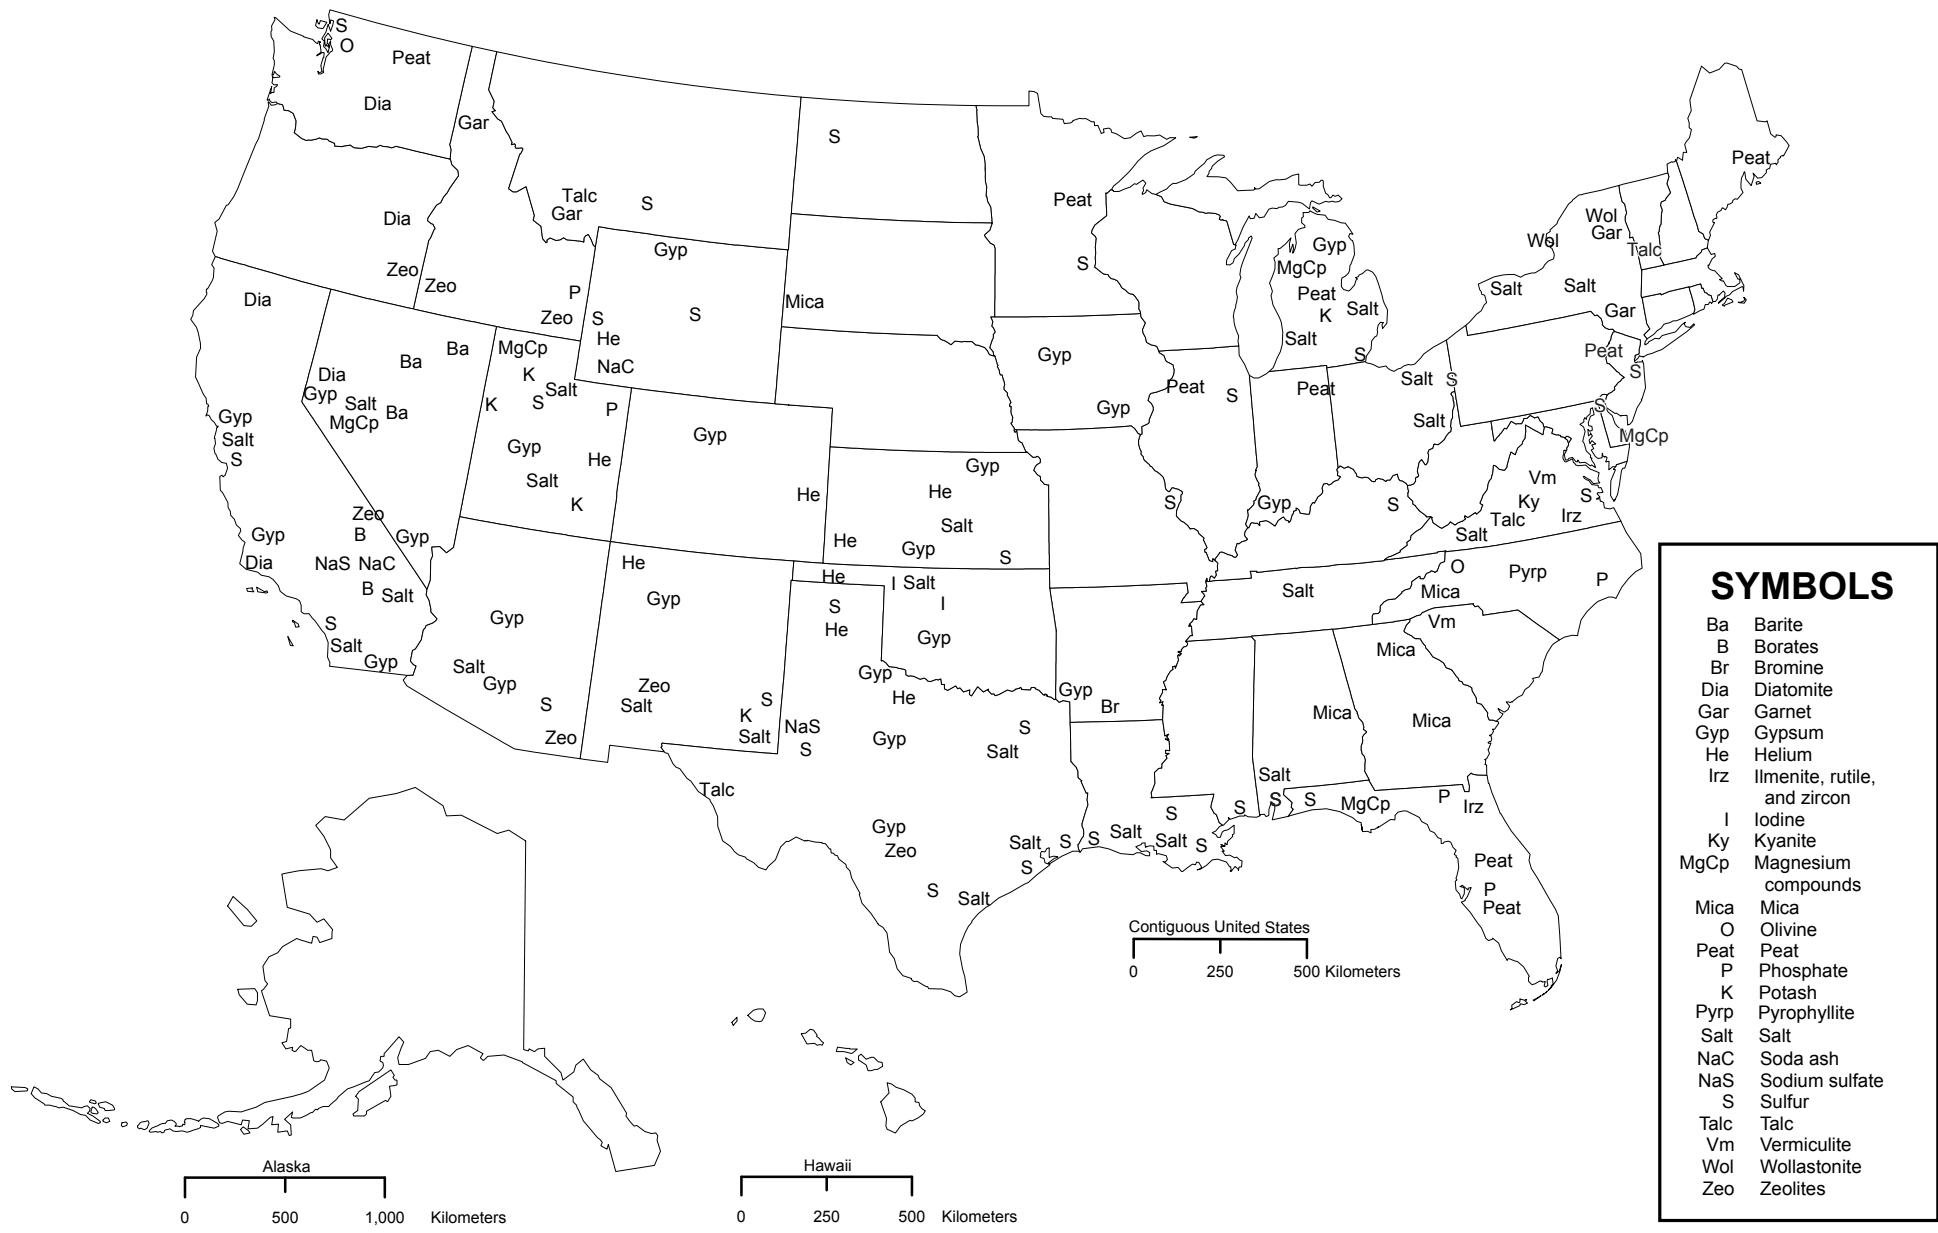 S
O
Peat
Dia
Gar
S
Peat
Peat
Dia
Talc
Gar
S
Gyp
Peat
S
Wol
Wol
Gar
Talc
Gyp
MgCp
Peat
K
Salt
Salt
S
Salt
Salt
Gar
Zeo
Zeo
P
Zeo
S
He
NaC
S
Mica
Dia
Ba
Ba
Dia
Gyp
Salt
MgCp
Ba
MgCp
K
Salt
K
S
P
Gyp
He
Salt
K
Gyp
He
Gyp
Gyp
Peat
S
Peat
Salt
S
Salt
Peat
S
S
MgCp
Gyp
Salt
S
Gyp
Dia
Zeo
B
Gyp
NaS
NaC
B
Salt
S
Salt
Gyp
Gyp
He
Salt
He
Gyp
S
S
Gyp
S
Vm
Ky
S
Talc
Irz
Salt
He
Gyp
He
I
Salt
I
Gyp
S
He
Salt
O
Pyrp
P
Mica
Vm
Mica
Mica
Mica
Gyp
Salt
Gyp
S
Zeo
Zeo
Salt
S
K
Salt
NaS
S
Gyp
He
Gyp
S
Salt
Gyp
Br
Talc
Gyp
Zeo
Salt
S
S
S
Salt
S
Salt
S
Salt
S
S
S
S
MgCp
P
Irz
Peat
P
Peat
Contiguous United States
0 250 500 Kilometers
Alaska
0 500 1,000 Kilometers
Hawaii
0 250 500 Kilometers
SYMBOLS
Ba Barite
B Borates
Br Bromine
Dia Diatomite
Gar Garnet
Gyp Gypsum
He Helium
Irz Ilmenite, rutile,
and zircon
I Iodine
Ky Kyanite
MgCp Magnesium
compounds
Mica Mica
O Olivine
Peat Peat
P Phosphate
K Potash
Pyrp Pyrophyllite
Salt Salt
NaC Soda ash
NaS Sodium sulfate
S Sulfur
Talc Talc
Vm Vermiculite
Wol Wollastonite
Zeo Zeolites